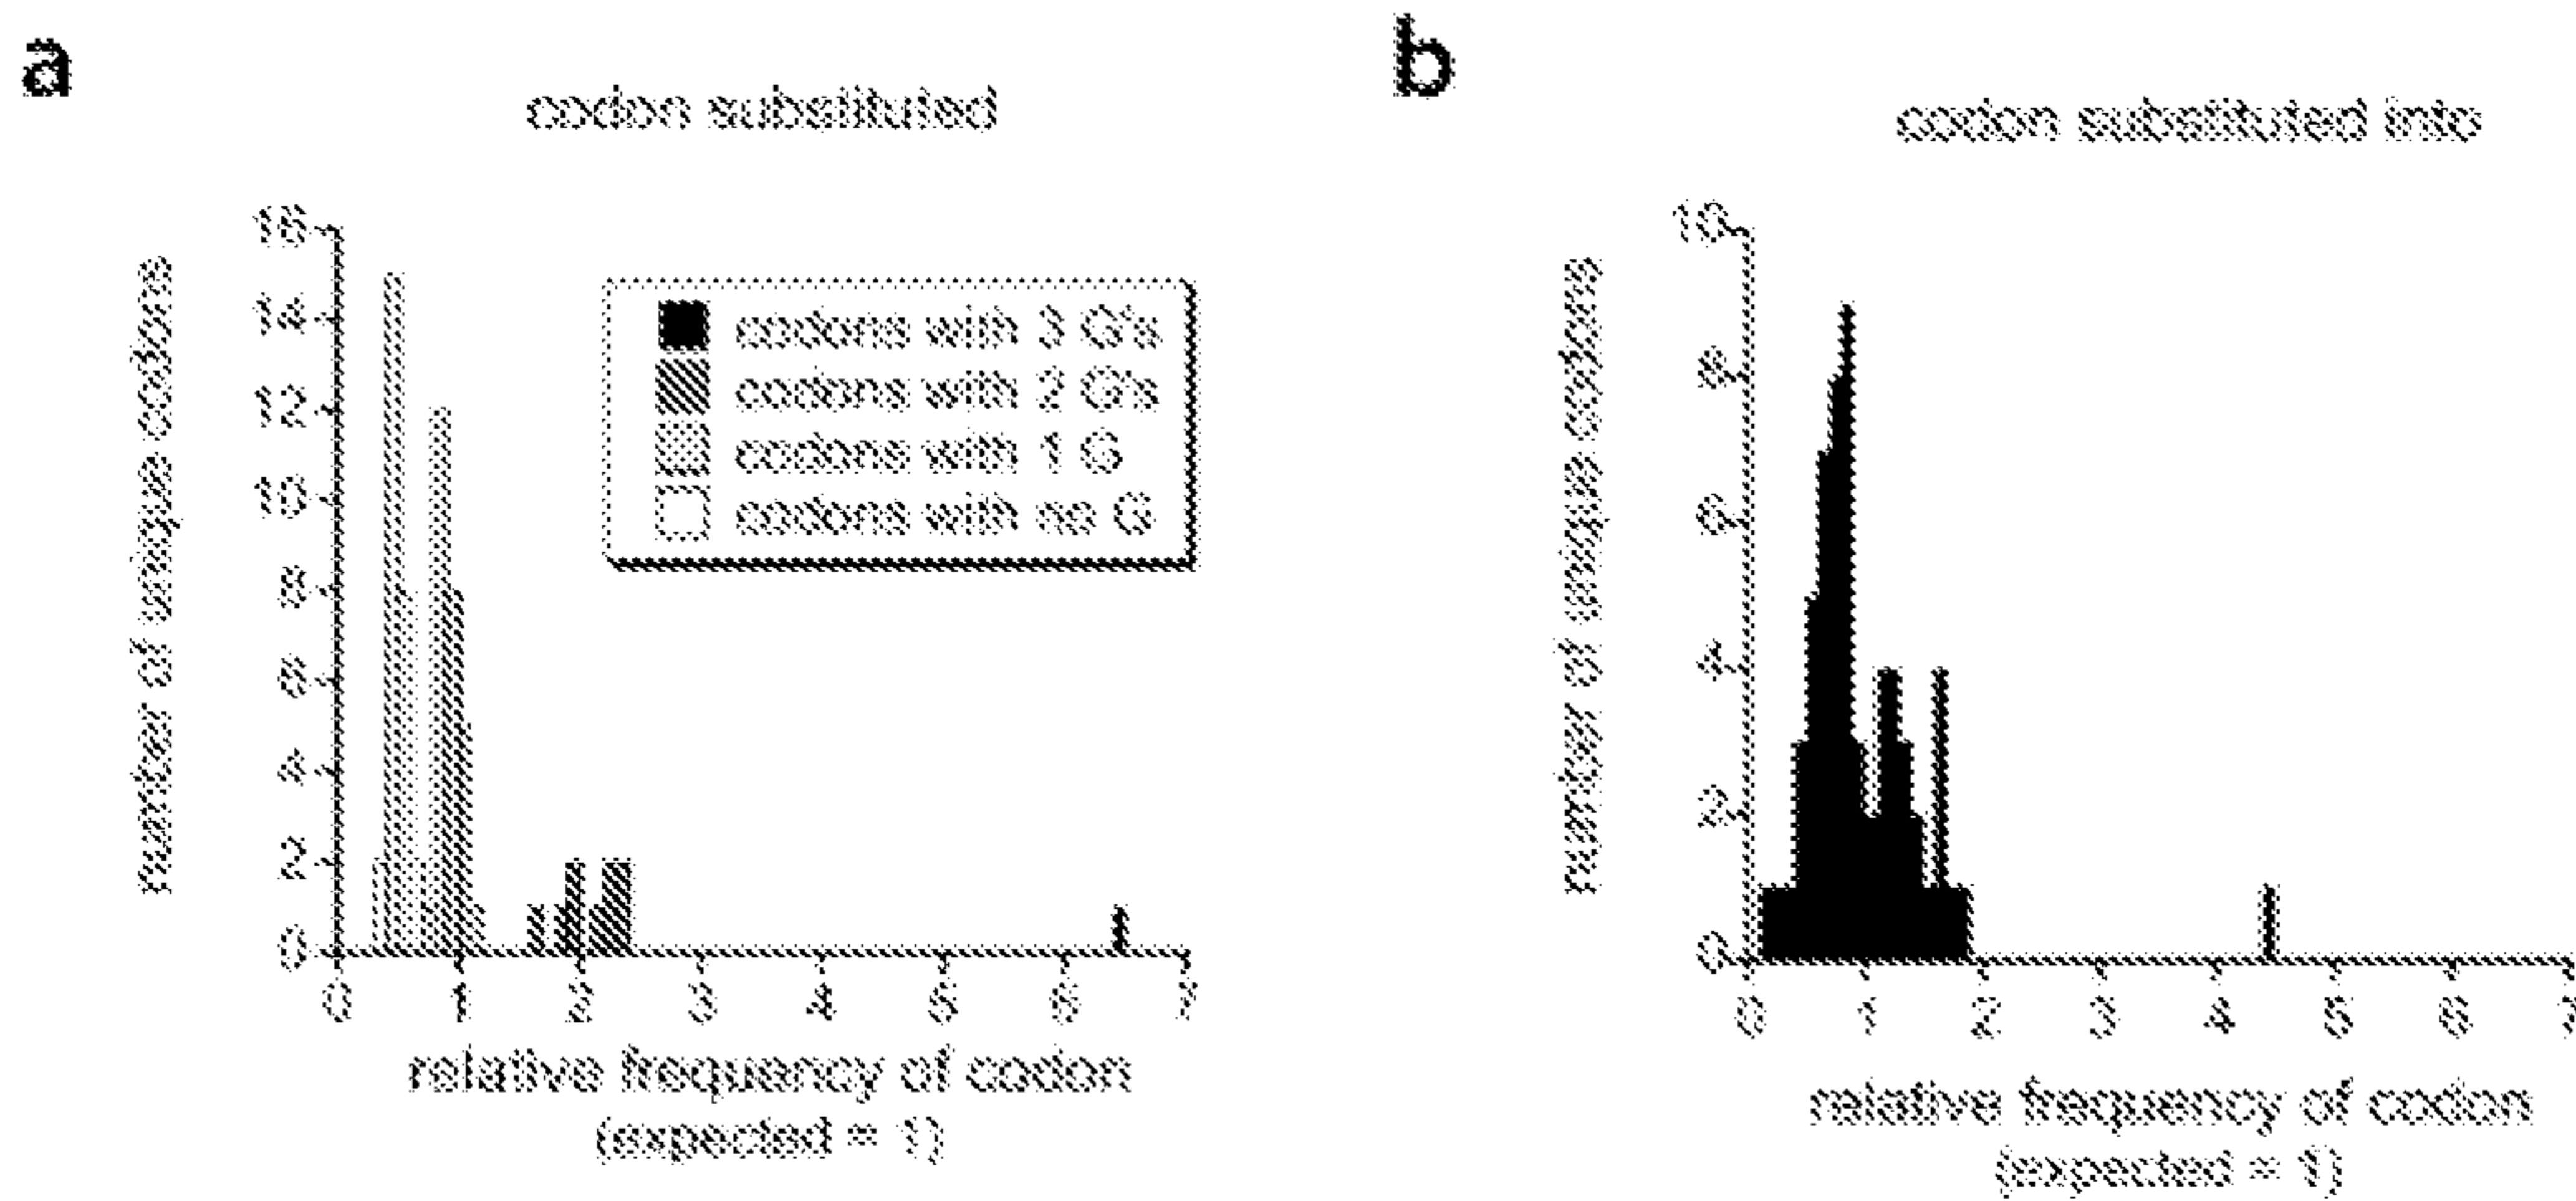 a
codon substituted
number of unique codons
16
14
12
10
8
6
4
2
0
codons with 3 G's
codons with 2 G's
codons with 1 G
codons with no G
0 1 2 3 4 5 6 7
relative frequency of codon
(expected = 1)
b
codon substituted into
number of unique codons
10
8
6
4
2
0
0 1 2 3 4 5 6 7
relative frequency of codon
(expected = 1)